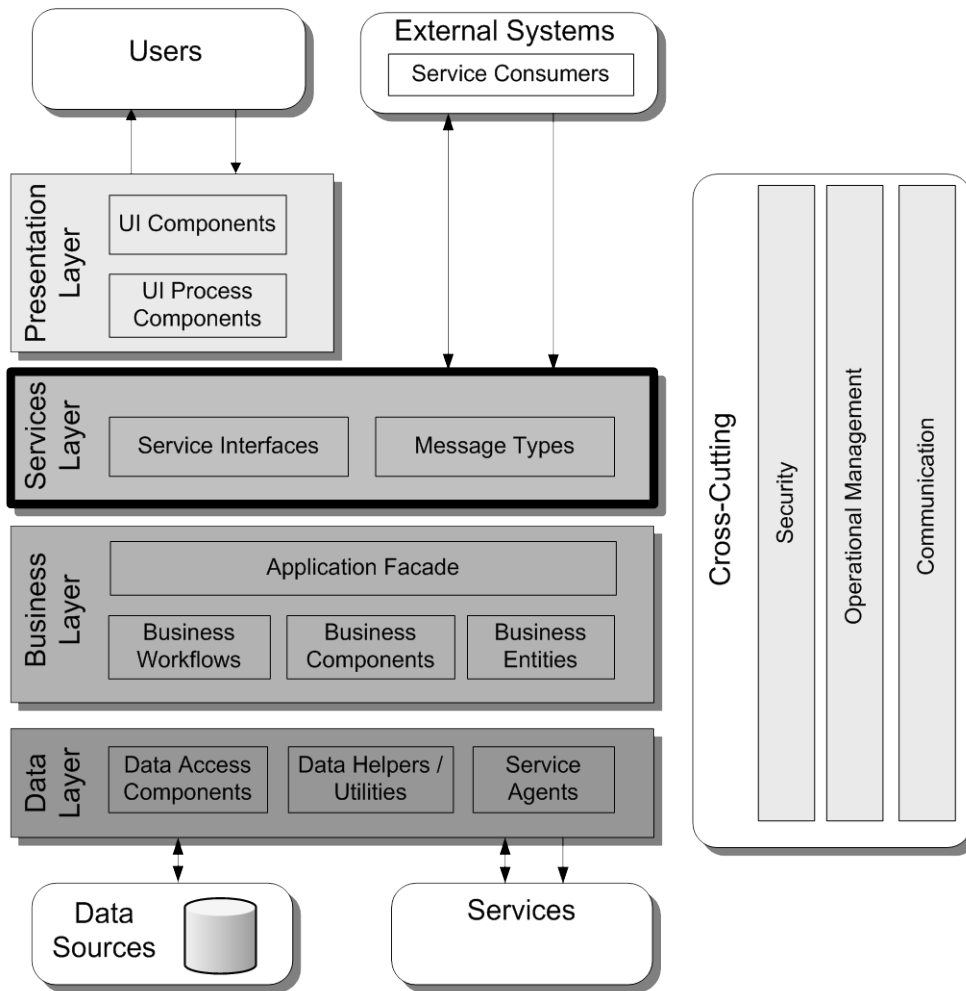 Users
External Systems
Service Consumers
Presentation
Layer
UI Components
UI Process
Components
Services
Layer
Service Interfaces
Message Types
Business
Layer
Application Facade
Business
Workflows
Business
Components
Business
Entities
Data
Layer
Data Access
Components
Data Helpers /
Utilities
Service
Agents
Data
Sources
Services
Cross-Cutting
Security
Operational Management
Communication